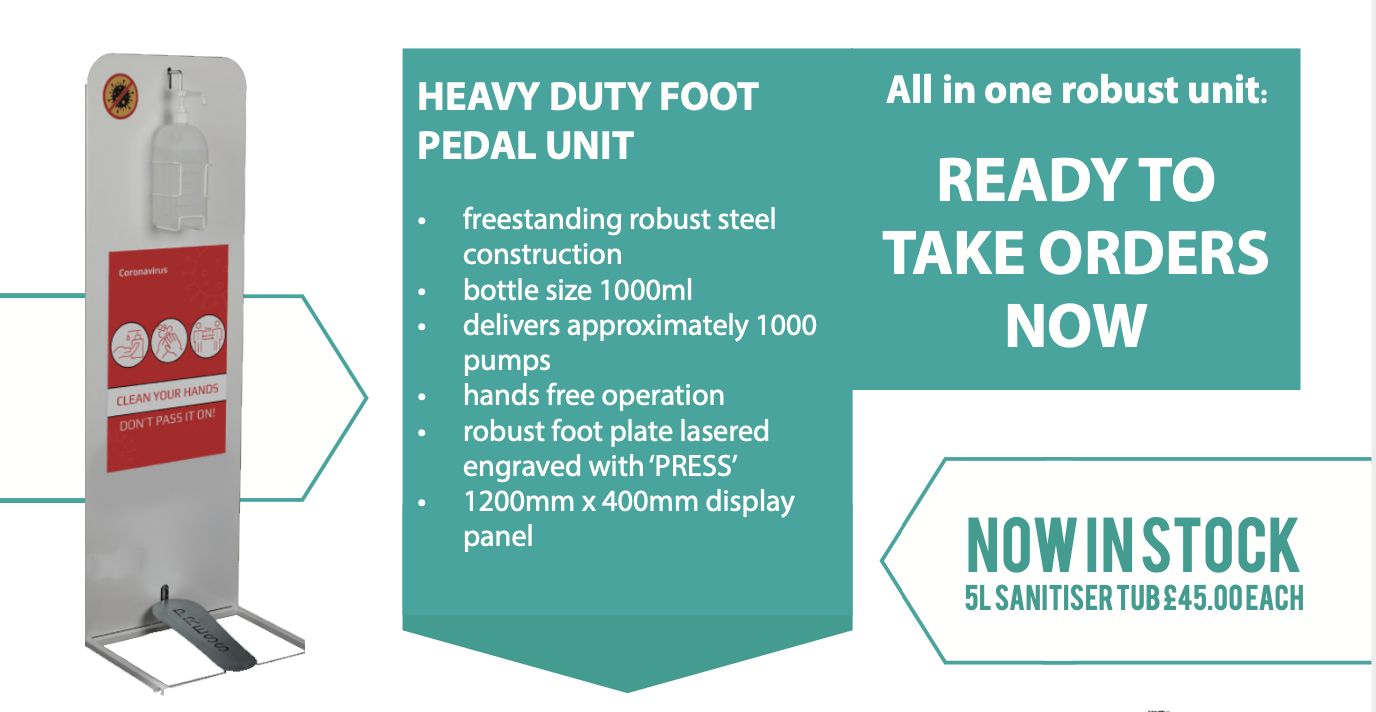 Coronavirus
CLEAN YOUR HANDS
DON'T PASS IT ON!
PRESS
HEAVY DUTY FOOT
PEDAL UNIT
• freestanding robust steel
construction
• bottle size 1000ml
• delivers approximately 1000
pumps
• hands free operation
• robust foot plate lasered
engraved with ‘PRESS’
• 1200mm x 400mm display
panel
All in one robust unit:
READY TO
TAKE ORDERS
NOW
NOW IN STOCK
5L SANITISER TUB £45.00 EACH